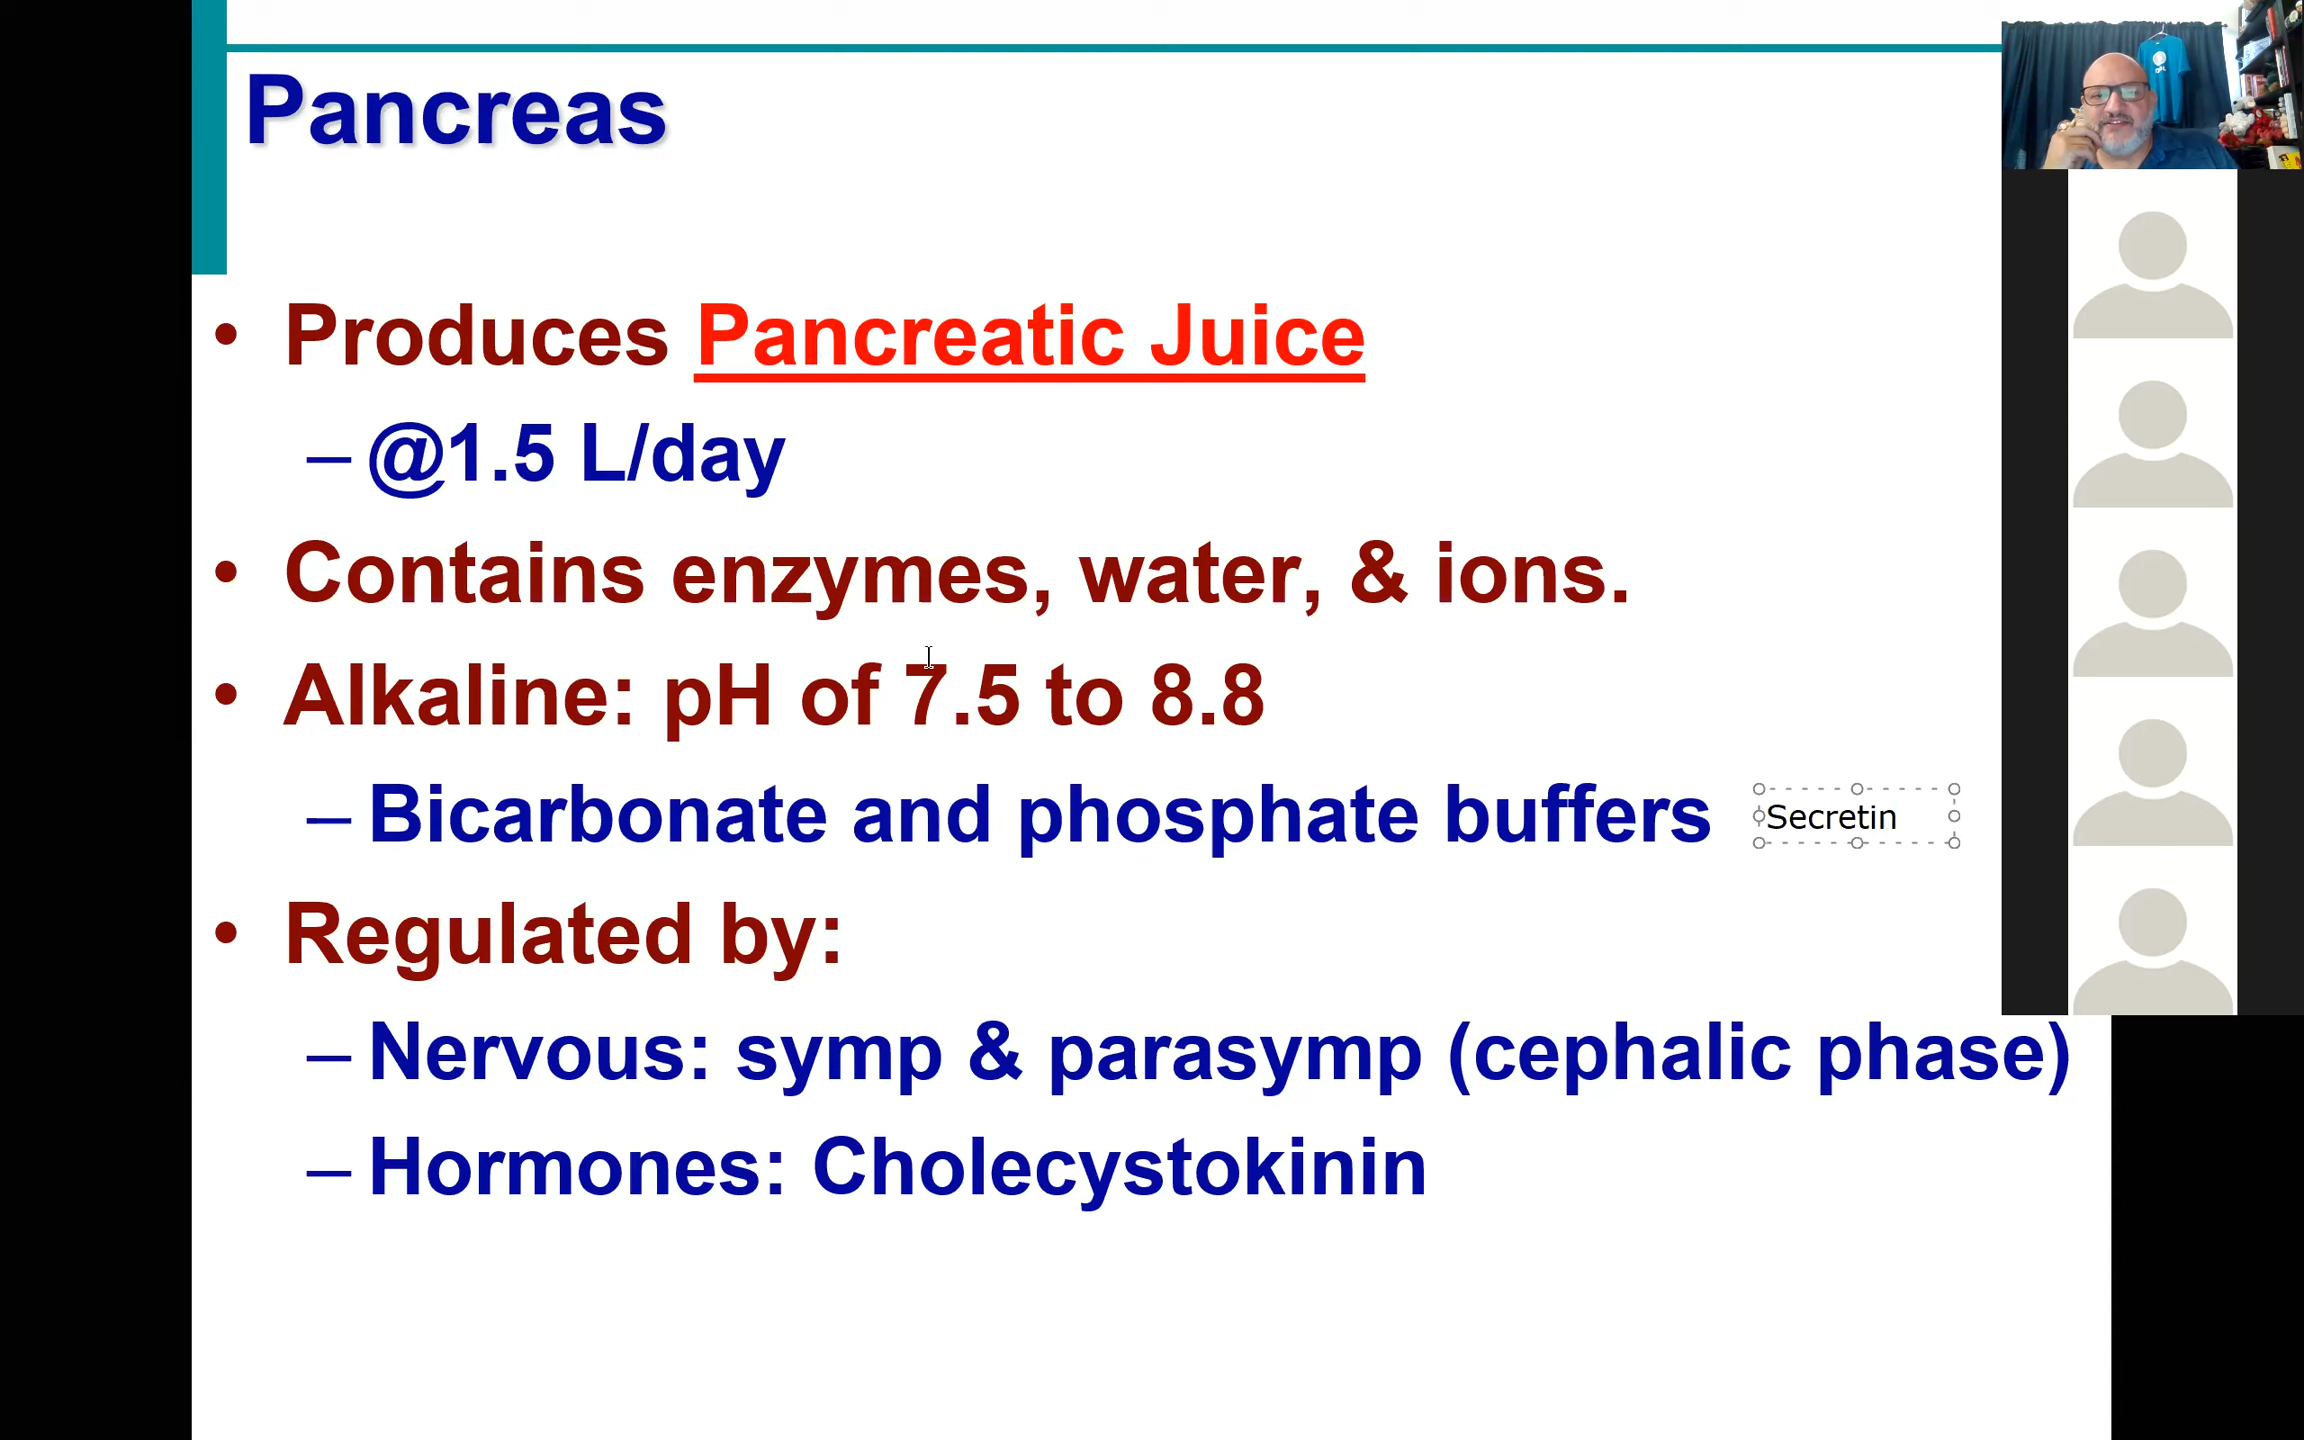 Pancreas
• Produces Pancreatic Juice
– @1.5 L/day
• Contains enzymes, water, & ions.
• Alkaline: pH of 7.5 to 8.8
– Bicarbonate and phosphate buffers
Secretin
• Regulated by:
– Nervous: symp & parasymp (cephalic phase)
– Hormones: Cholecystokinin